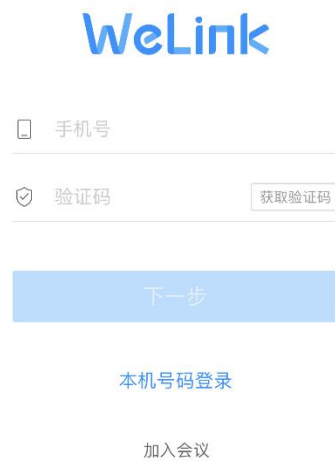 WeLink
手机号
验证码 获取验证码
下一步
本机号码登录
加入会议